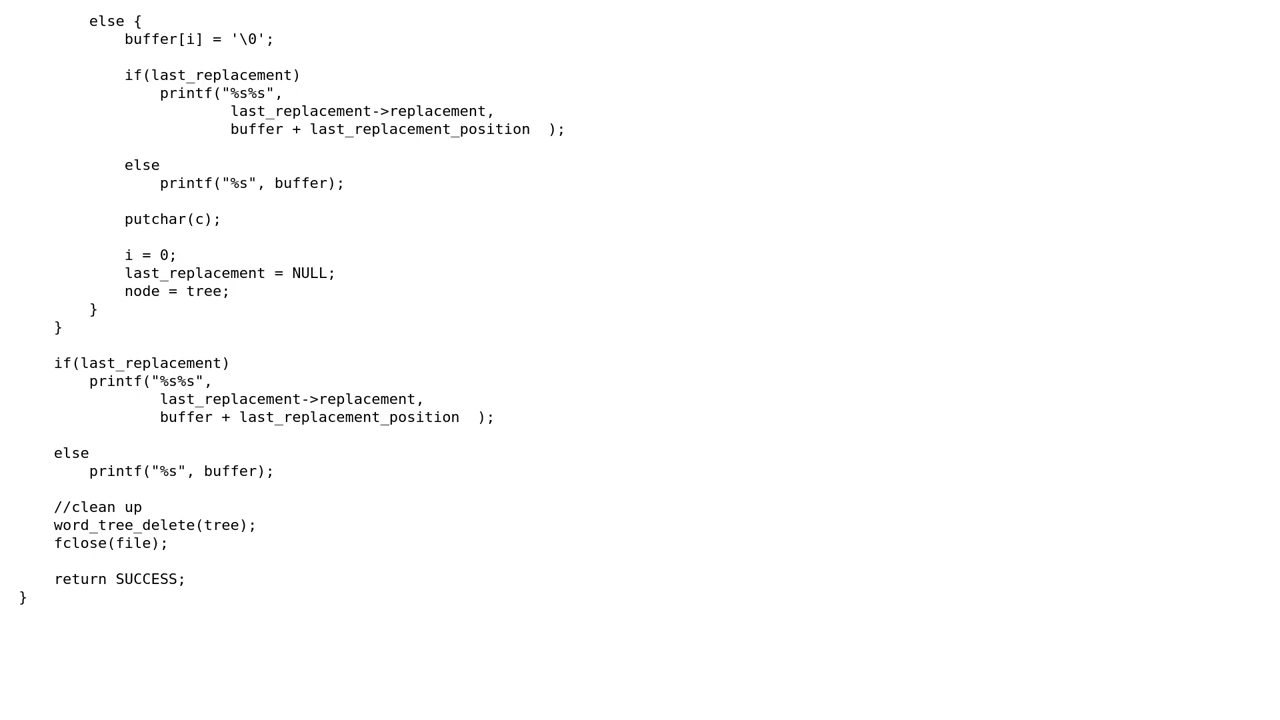 else {
            buffer[i] = '\0';

            if(last_replacement)
                printf("%s%s",
                        last_replacement->replacement,
                        buffer + last_replacement_position  );

            else
                printf("%s", buffer);

            putchar(c);

            i = 0;
            last_replacement = NULL;
            node = tree;
        }
    }

    if(last_replacement)
        printf("%s%s",
                last_replacement->replacement,
                buffer + last_replacement_position  );

    else
        printf("%s", buffer);

    //clean up
    word_tree_delete(tree);
    fclose(file);

    return SUCCESS;
}